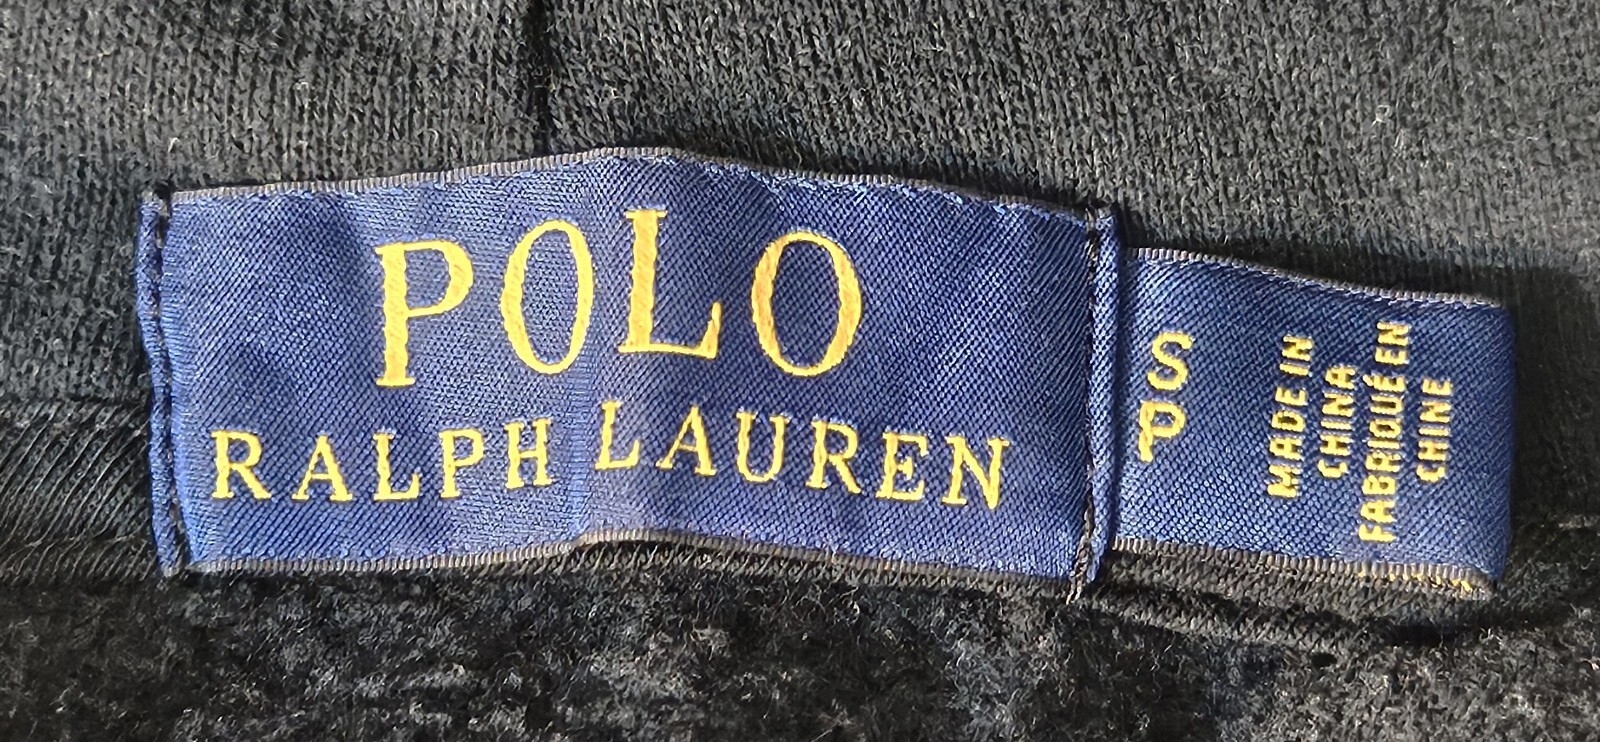 POLO
RALPH LAUREN
S
P
MADE IN
CHINA
FABRIQUÉ EN
CHINE